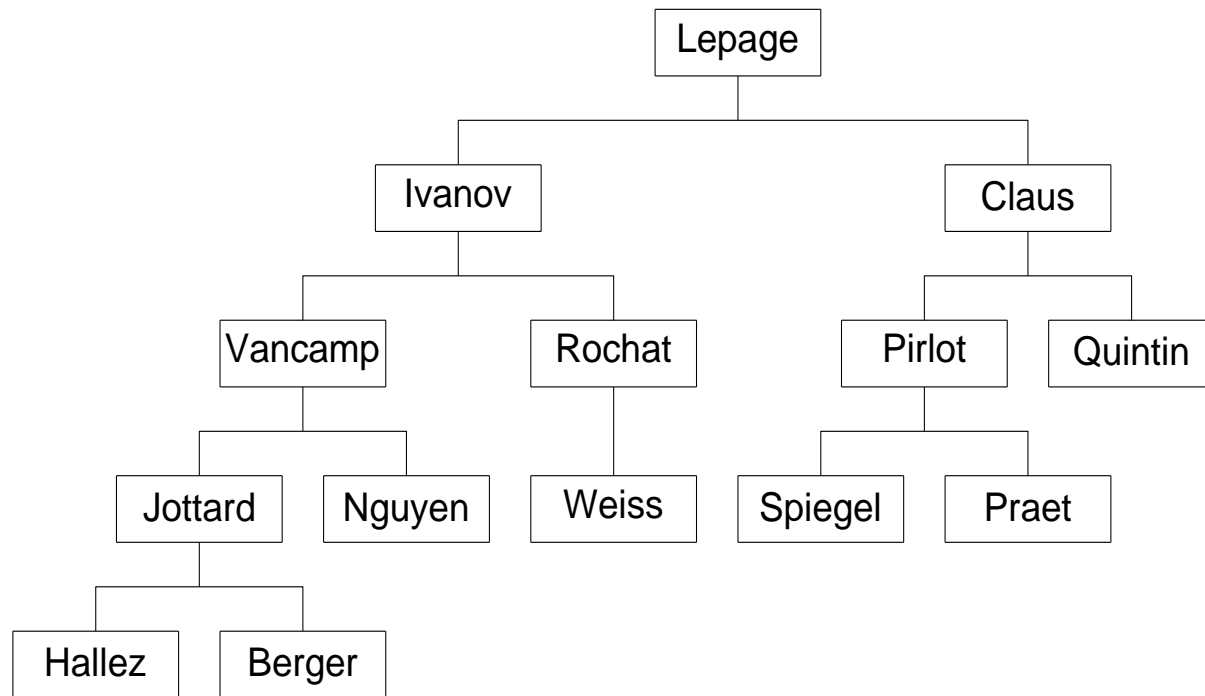 Lepage
Ivanov
Claus
Vancamp
Rochat
Pirlot
Quintin
Jottard
Nguyen
Weiss
Spiegel
Praet
Hallez
Berger